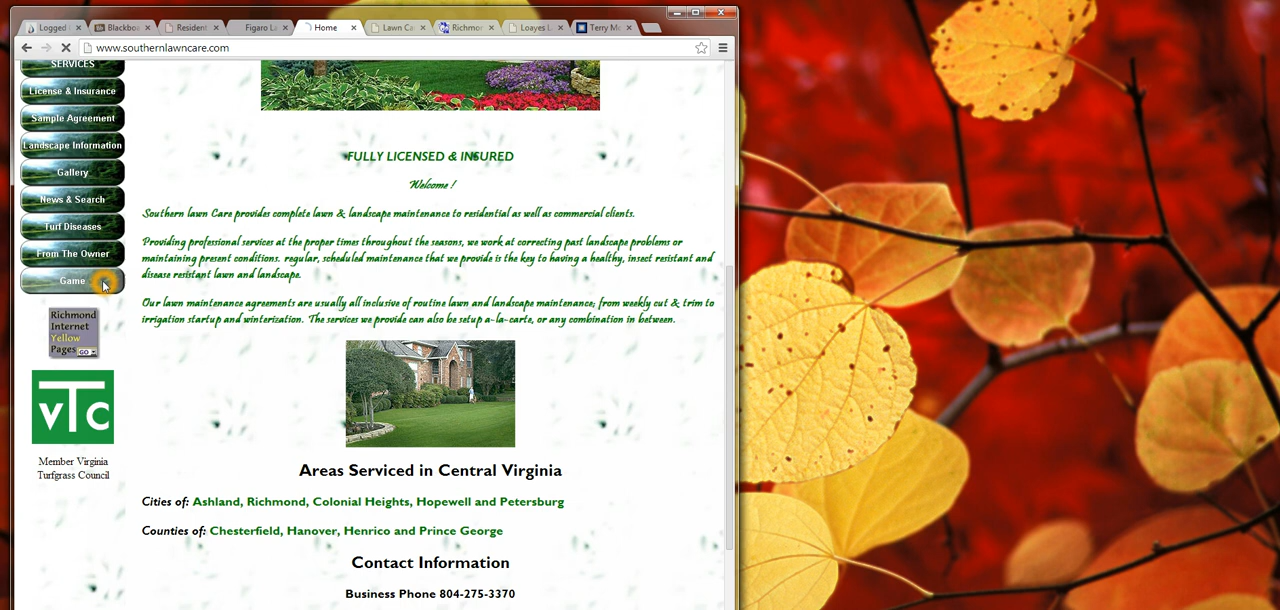 Logged
Blackboa
Resident
Figaro La
Home
Lawn Ca
Richmor
Loayes L
Terry Mo
www.southernlawncare.com
SERVICES
License & Insurance
Sample Agreement
Landscape Information
Gallery
News & Search
Turf Diseases
From The Owner
Game
Richmond
Internet
Yellow
Pages GO
VTC
Member Virginia
Turfgrass Council
FULLY LICENSED & INSURED
Welcome !
Southern lawn Care provides complete lawn & landscape maintenance to residential as well as commercial clients.
Providing professional services at the proper times throughout the seasons, we work at correcting past landscape problems or
maintaining present conditions. regular, scheduled maintenance that we provide is the key to having a healthy, insect resistant and
disease resistant lawn and landscape.
Our lawn maintenance agreements are usually all inclusive of routine lawn and landscape maintenance; from weekly cut & trim to
irrigation startup and winterization. The services we provide can also be setup a-la-carte, or any combination in between.
Areas Serviced in Central Virginia
Cities of: Ashland, Richmond, Colonial Heights, Hopewell and Petersburg
Counties of: Chesterfield, Hanover, Henrico and Prince George
Contact Information
Business Phone 804-275-3370